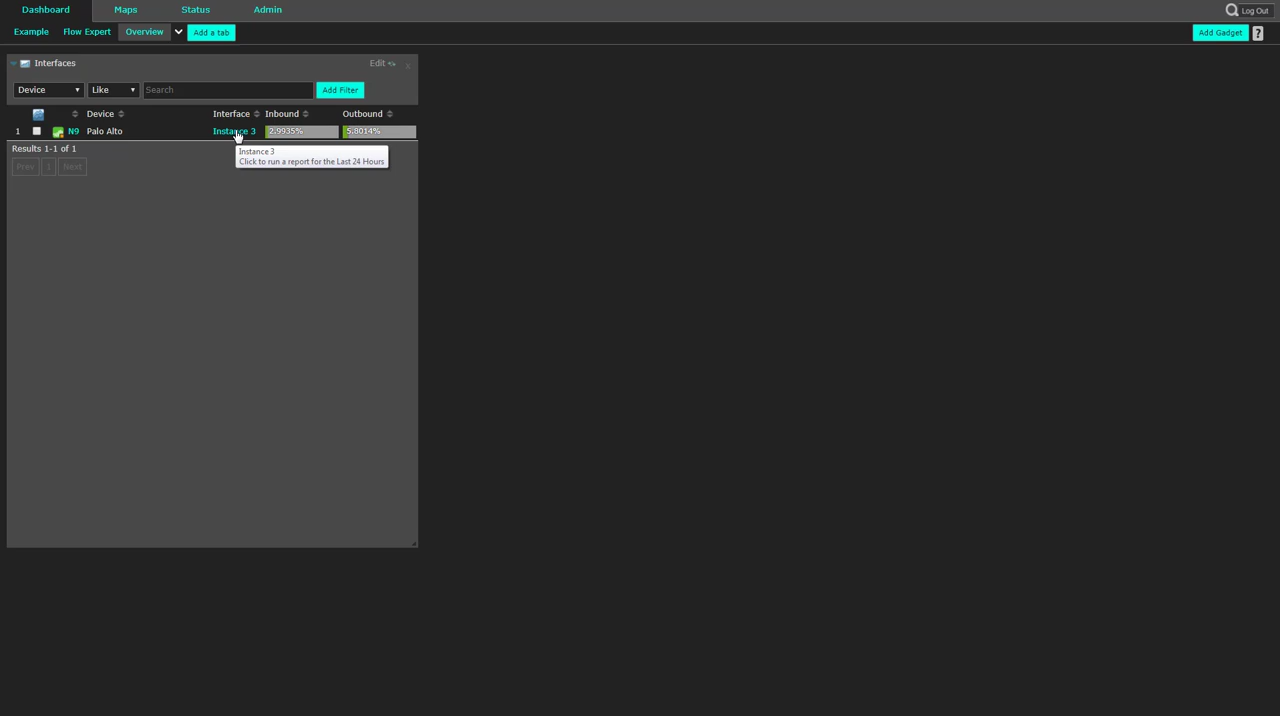 Dashboard Maps Status Admin Log Out
Example Flow Expert Overview Add a tab Add Gadget ?
Interfaces Edit
Device Like Search Add Filter
Device Interface Inbound Outbound
1 N9 Palo Alto Instance 3 2.9935% 5.8014%
Results 1-1 of 1
Instance 3
Click to run a report for the Last 24 Hours
Prev 1 Next